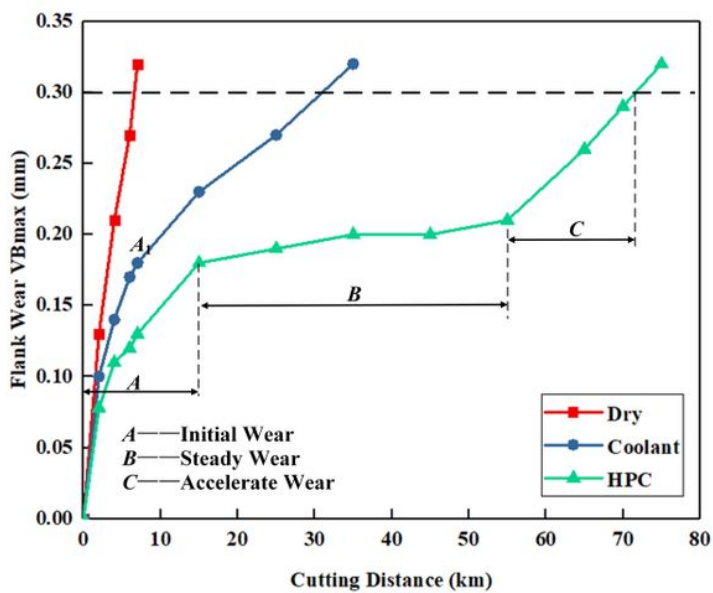 0.35
0.30
0.25
0.20
0.15
0.10
0.05
0.00
Flank Wear VBmax (mm)
A1
C
B
A
A——Initial Wear
B——Steady Wear
C——Accelerate Wear
Dry
Coolant
HPC
0 10 20 30 40 50 60 70 80
Cutting Distance (km)